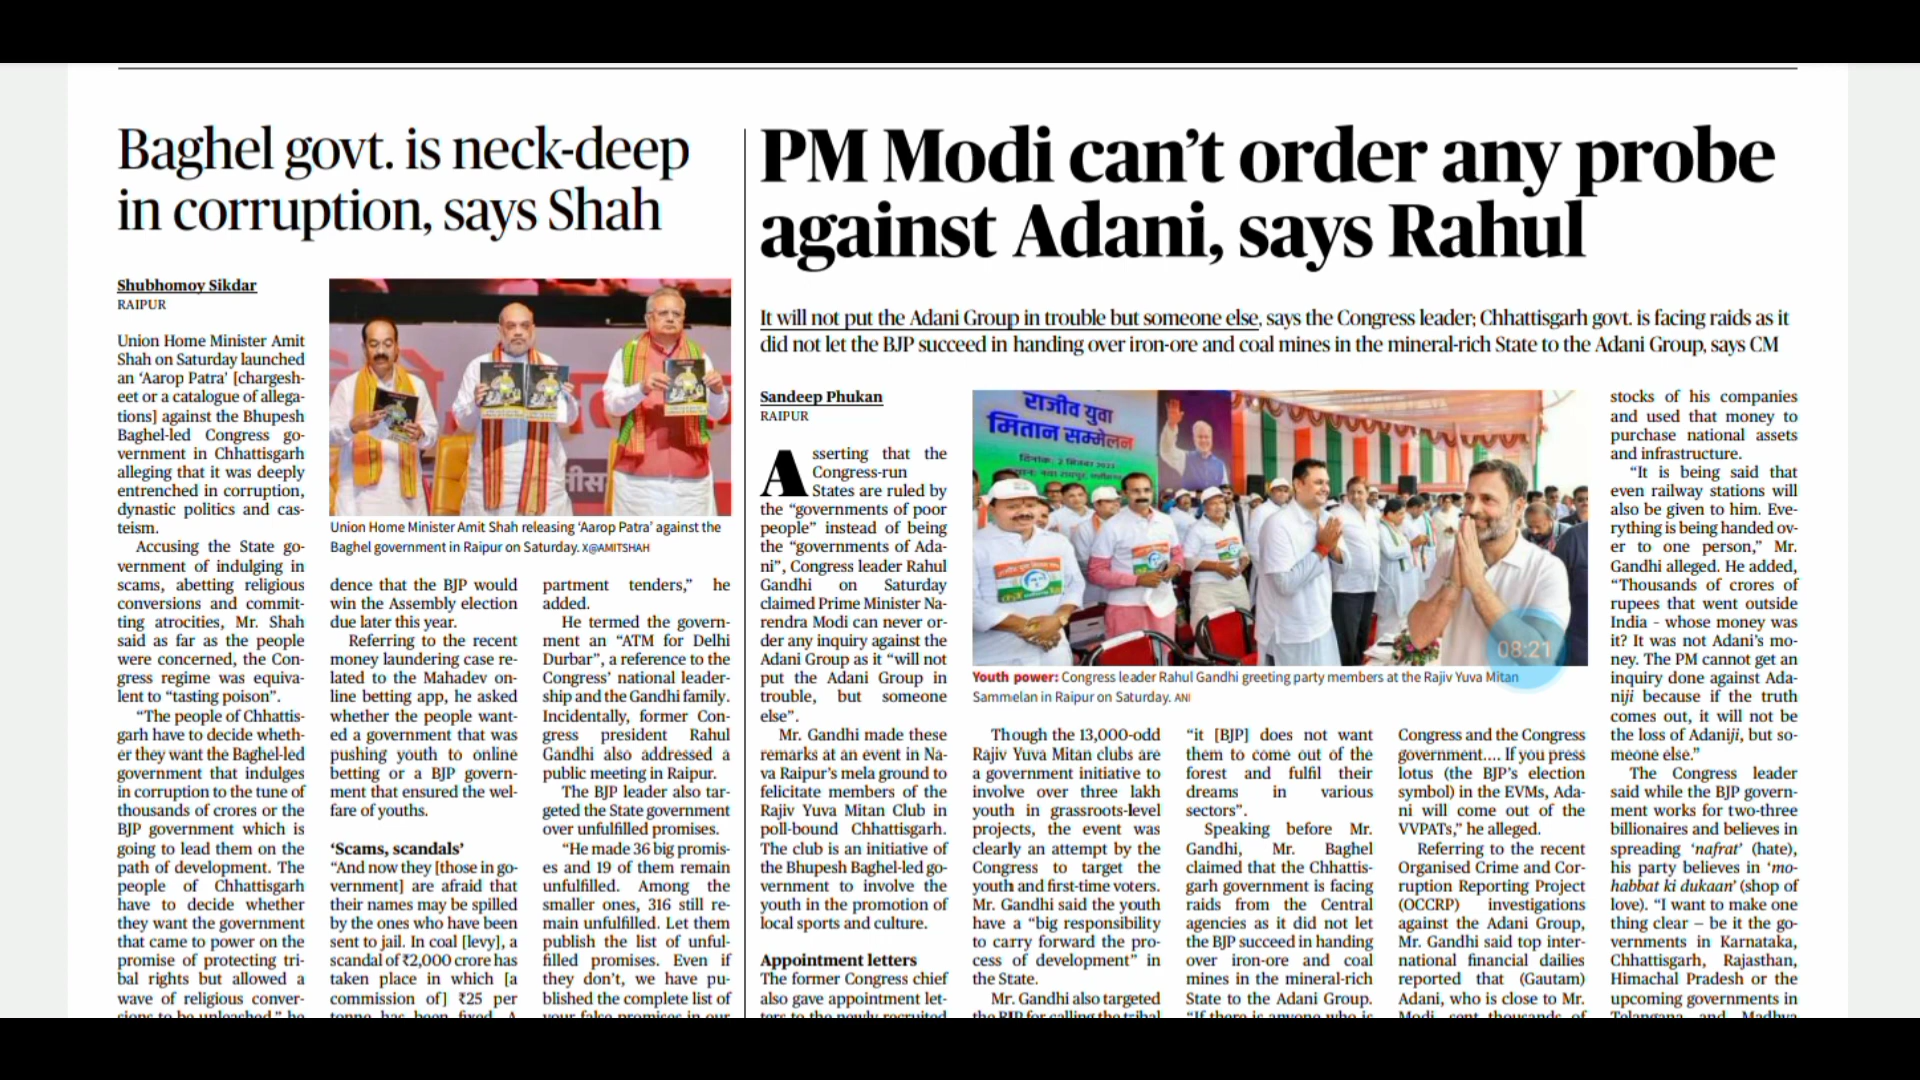 Baghel govt. is neck-deep
in corruption, says Shah
Shubhomoy Sikdar
RAIPUR
Union Home Minister Amit
Shah on Saturday launched
an ‘Aarop Patra’ [chargesh-
eet or a catalogue of allega-
tions] against the Bhupesh
Baghel-led Congress go-
vernment in Chhattisgarh
alleging that it was deeply
entrenched in corruption,
dynastic politics and cas-
teism.
Accusing the State go-
vernment of indulging in
scams, abetting religious
conversions and commit-
ting atrocities, Mr. Shah
said as far as the people
were concerned, the Con-
gress regime was equiva-
lent to “tasting poison”.
“The people of Chhattis-
garh have to decide wheth-
er they want the Baghel-led
government that indulges
in corruption to the tune of
thousands of crores or the
BJP government which is
going to lead them on the
path of development. The
people of Chhattisgarh
have to decide whether
they want the government
that came to power on the
promise of protecting tri-
bal rights but allowed a
wave of religious conver-
sions to be unleashed,” he
Union Home Minister Amit Shah releasing ‘Aarop Patra’ against the
Baghel government in Raipur on Saturday. X@AMITSHAH
dence that the BJP would
win the Assembly election
due later this year.
Referring to the recent
money laundering case re-
lated to the Mahadev on-
line betting app, he asked
whether the people want-
ed a government that was
pushing youth to online
betting or a BJP govern-
ment that ensured the wel-
fare of youths.
‘Scams, scandals’
“And now they [those in go-
vernment] are afraid that
their names may be spilled
by the ones who have been
sent to jail. In coal [levy], a
scandal of ₹2,000 crore has
taken place in which [a
commission of] ₹25 per
tonne has been fixed. A
partment tenders,” he
added.
He termed the govern-
ment an “ATM for Delhi
Durbar”, a reference to the
Congress’ national leader-
ship and the Gandhi family.
Incidentally, former Con-
gress president Rahul
Gandhi also addressed a
public meeting in Raipur.
The BJP leader also tar-
geted the State government
over unfulfilled promises.
“He made 36 big promis-
es and 19 of them remain
unfulfilled. Among the
smaller ones, 316 still re-
main unfulfilled. Let them
publish the list of unful-
filled promises. Even if
they don’t, we have pu-
blished the complete list of
your false promises in our
PM Modi can’t order any probe
against Adani, says Rahul
It will not put the Adani Group in trouble but someone else, says the Congress leader; Chhattisgarh govt. is facing raids as it
did not let the BJP succeed in handing over iron-ore and coal mines in the mineral-rich State to the Adani Group, says CM
Sandeep Phukan
RAIPUR
Asserting that the
Congress-run
States are ruled by
the “governments of poor
people” instead of being
the “governments of Ada-
ni”, Congress leader Rahul
Gandhi on Saturday
claimed Prime Minister Na-
rendra Modi can never or-
der any inquiry against the
Adani Group as it “will not
put the Adani Group in
trouble, but someone
else”.
Mr. Gandhi made these
remarks at an event in Na-
va Raipur’s mela ground to
felicitate members of the
Rajiv Yuva Mitan Club in
poll-bound Chhattisgarh.
The club is an initiative of
the Bhupesh Baghel-led go-
vernment to involve the
youth in the promotion of
local sports and culture.
Appointment letters
The former Congress chief
also gave appointment let-
ters to the newly recruited
राजीव युवा
मितान सम्मेलन
08:21
Youth power: Congress leader Rahul Gandhi greeting party members at the Rajiv Yuva Mitan
Sammelan in Raipur on Saturday. ANI
Though the 13,000-odd
Rajiv Yuva Mitan clubs are
a government initiative to
involve over three lakh
youth in grassroots-level
projects, the event was
clearly an attempt by the
Congress to target the
youth and first-time voters.
Mr. Gandhi said the youth
have a “big responsibility
to carry forward the pro-
cess of development” in
the State.
Mr. Gandhi also targeted
the BJP for calling the tribal
“it [BJP] does not want
them to come out of the
forest and fulfil their
dreams in various
sectors”.
Speaking before Mr.
Gandhi, Mr. Baghel
claimed that the Chhattis-
garh government is facing
raids from the Central
agencies as it did not let
the BJP succeed in handing
over iron-ore and coal
mines in the mineral-rich
State to the Adani Group.
“If there is anyone who is
Congress and the Congress
government.... If you press
lotus (the BJP’s election
symbol) in the EVMs, Ada-
ni will come out of the
VVPATs,” he alleged.
Referring to the recent
Organised Crime and Cor-
ruption Reporting Project
(OCCRP) investigations
against the Adani Group,
Mr. Gandhi said top inter-
national financial dailies
reported that (Gautam)
Adani, who is close to Mr.
Modi, sent thousands of
stocks of his companies
and used that money to
purchase national assets
and infrastructure.
“It is being said that
even railway stations will
also be given to him. Eve-
rything is being handed ov-
er to one person,” Mr.
Gandhi alleged. He added,
“Thousands of crores of
rupees that went outside
India - whose money was
it? It was not Adani’s mo-
ney. The PM cannot get an
inquiry done against Ada-
niji because if the truth
comes out, it will not be
the loss of Adaniji, but so-
meone else.”
The Congress leader
said while the BJP govern-
ment works for two-three
billionaires and believes in
spreading ‘nafrat’ (hate),
his party believes in ‘mo-
habbat ki dukaan’ (shop of
love). “I want to make one
thing clear – be it the go-
vernments in Karnataka,
Chhattisgarh, Rajasthan,
Himachal Pradesh or the
upcoming governments in
Telangana and Madhya